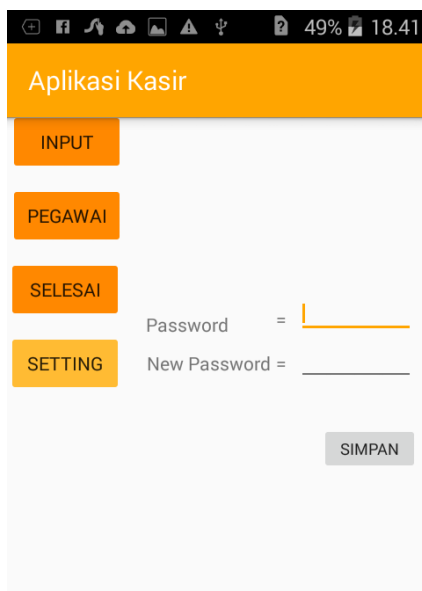 49% 18.41
Aplikasi Kasir
INPUT
PEGAWAI
SELESAI
Password =
SETTING
New Password =
SIMPAN